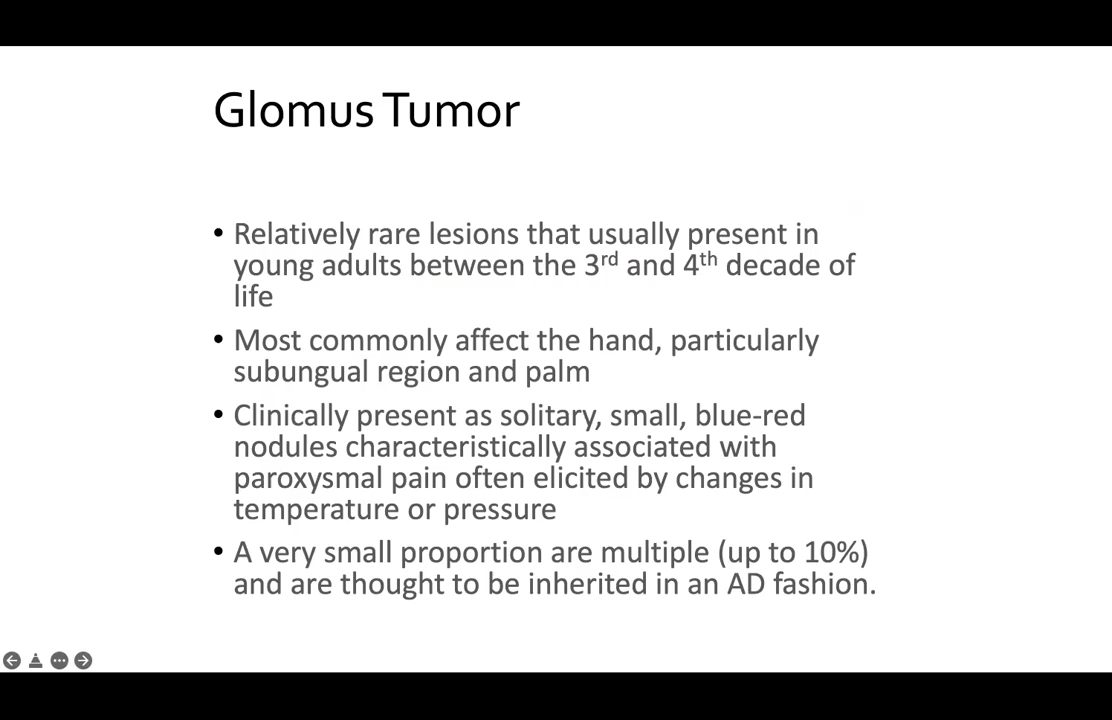 Glomus Tumor
• Relatively rare lesions that usually present in
young adults between the 3rd and 4th decade of
life
• Most commonly affect the hand, particularly
subungual region and palm
• Clinically present as solitary, small, blue-red
nodules characteristically associated with
paroxysmal pain often elicited by changes in
temperature or pressure
• A very small proportion are multiple (up to 10%)
and are thought to be inherited in an AD fashion.